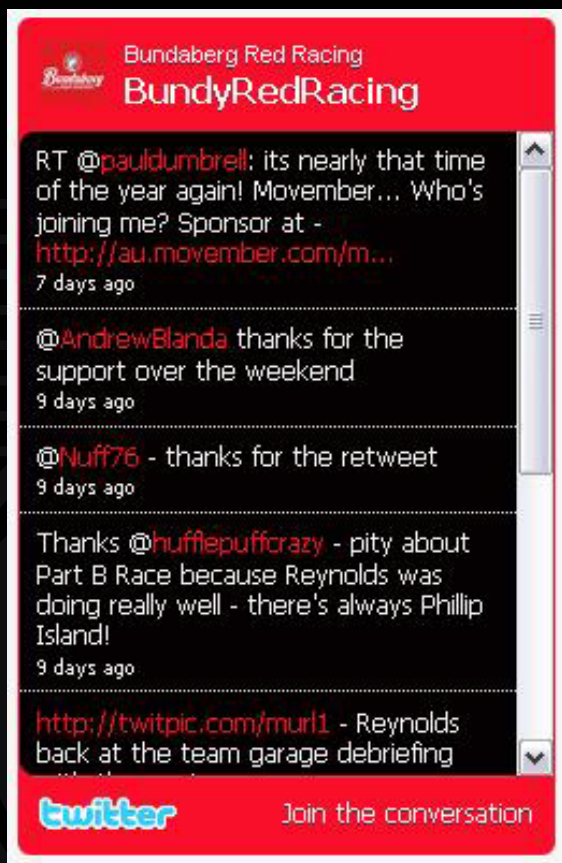 Bundaberg
Bundaberg Red Racing
BundyRedRacing
RT @pauldumbrell: its nearly that time
of the year again! Movember... Who's
joining me? Sponsor at -
http://au.movember.com/m...
7 days ago
@AndrewBlanda thanks for the
support over the weekend
9 days ago
@Nuff76 - thanks for the retweet
9 days ago
Thanks @hufflepuffcrazy - pity about
Part B Race because Reynolds was
doing really well - there's always Phillip
Island!
9 days ago
http://twitpic.com/murl1 - Reynolds
back at the team garage debriefing
twitter
Join the conversation